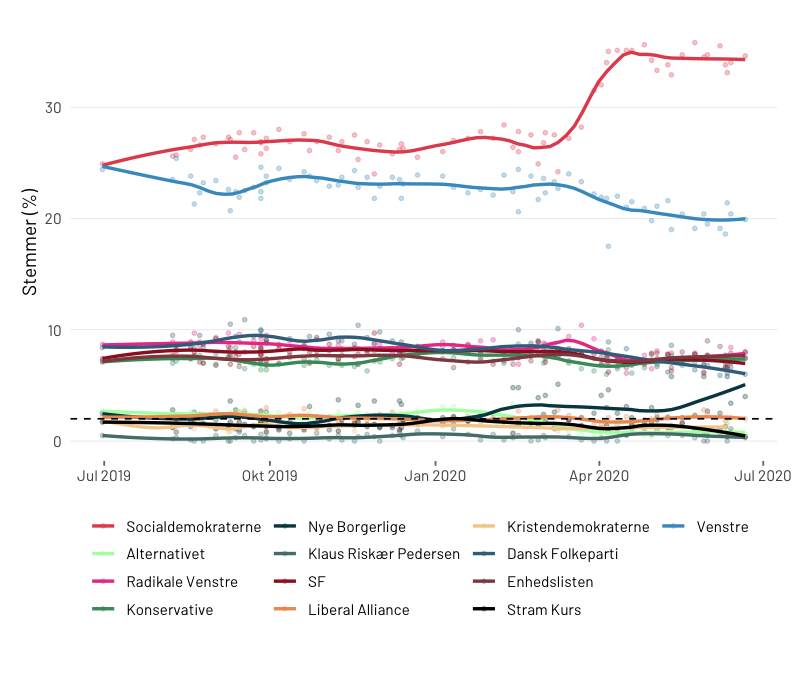 Stemmer (%)
30
20
10
0
Jul 2019 Okt 2019 Jan 2020 Apr 2020 Jul 2020
Socialdemokraterne Nye Borgerlige Kristendemokraterne Venstre
Alternativet Klaus Riskær Pedersen Dansk Folkeparti
Radikale Venstre SF Enhedslisten
Konservative Liberal Alliance Stram Kurs